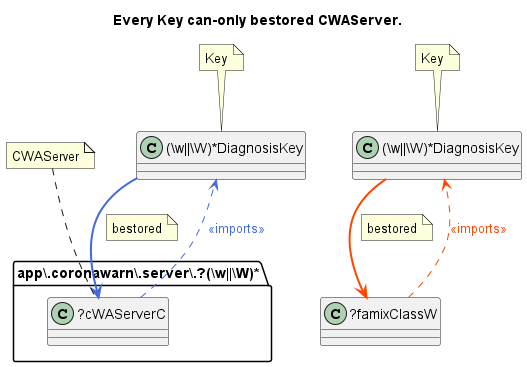 Every Key can-only bestored CWAServer.
Key
Key
C (\w||\W)*DiagnosisKey
C (\w||\W)*DiagnosisKey
CWAServer
bestored
«imports»
bestored
«imports»
app\.coronawarn\.server\.?(\w||\W)*
C ?cWAServerC
C ?famixClassW